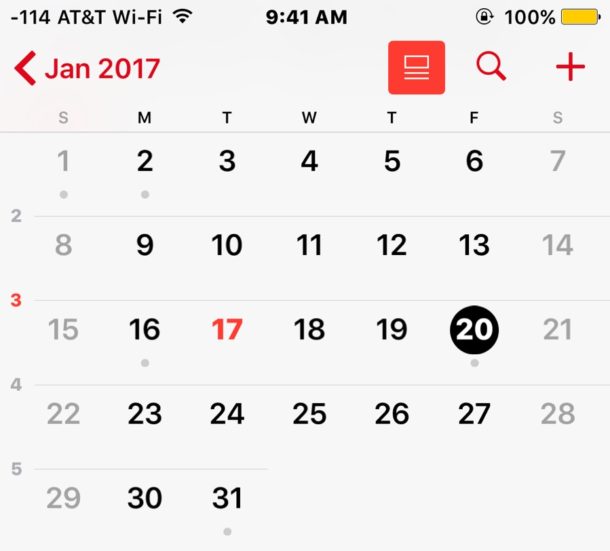 -114 AT&T Wi-Fi 9:41 AM 100%
Jan 2017
S M T W T F S
1 2 3 4 5 6 7
2
8 9 10 11 12 13 14
3
15 16 17 18 19 20 21
4
22 23 24 25 26 27 28
5
29 30 31